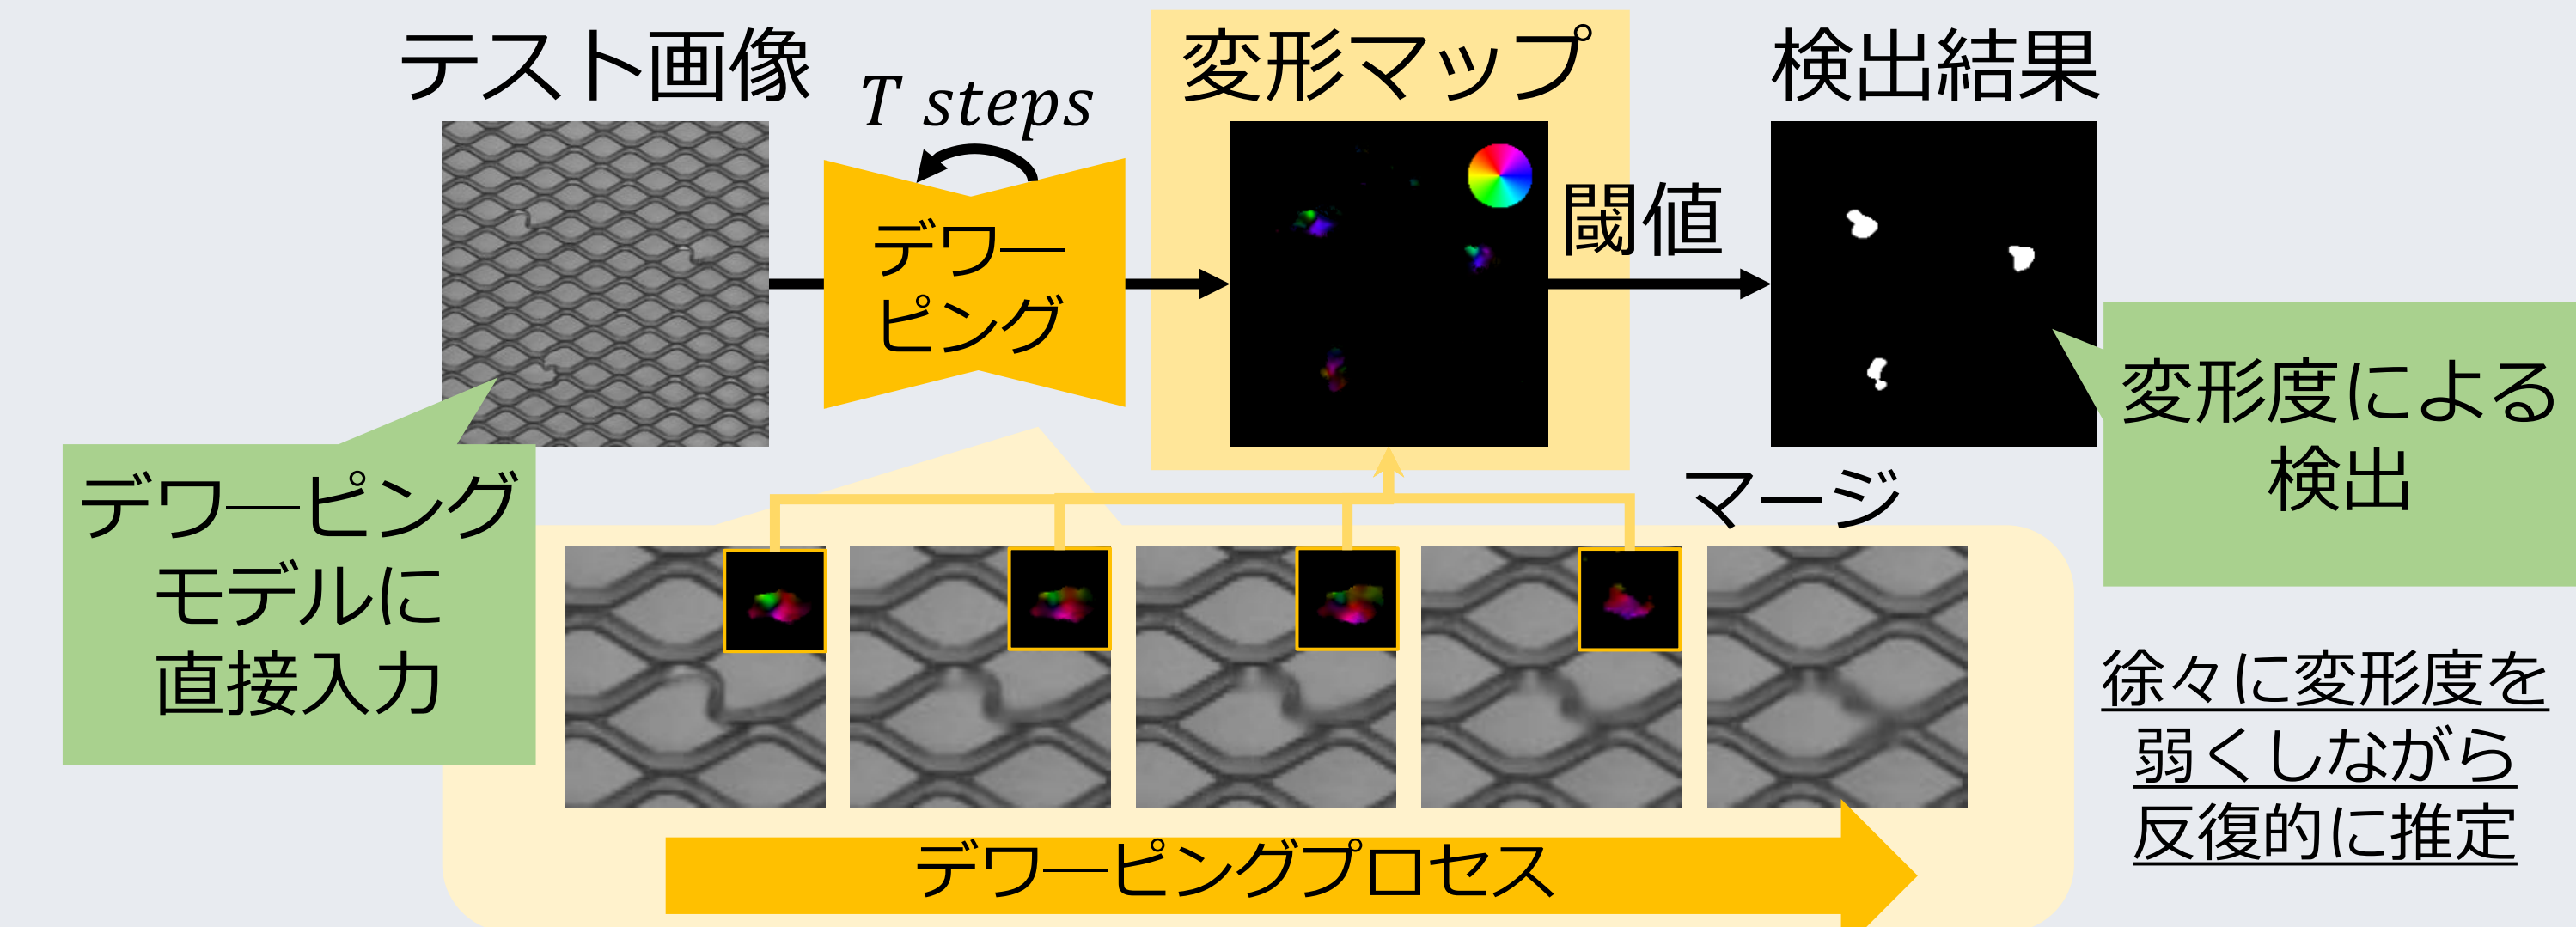 テスト画像
T steps
変形マップ
検出結果
デワー
ピング
閾値
デワーピング
モデルに
直接入力
変形度による
検出
マージ
徐々に変形度を
弱くしながら
反復的に推定
デワーピングプロセス